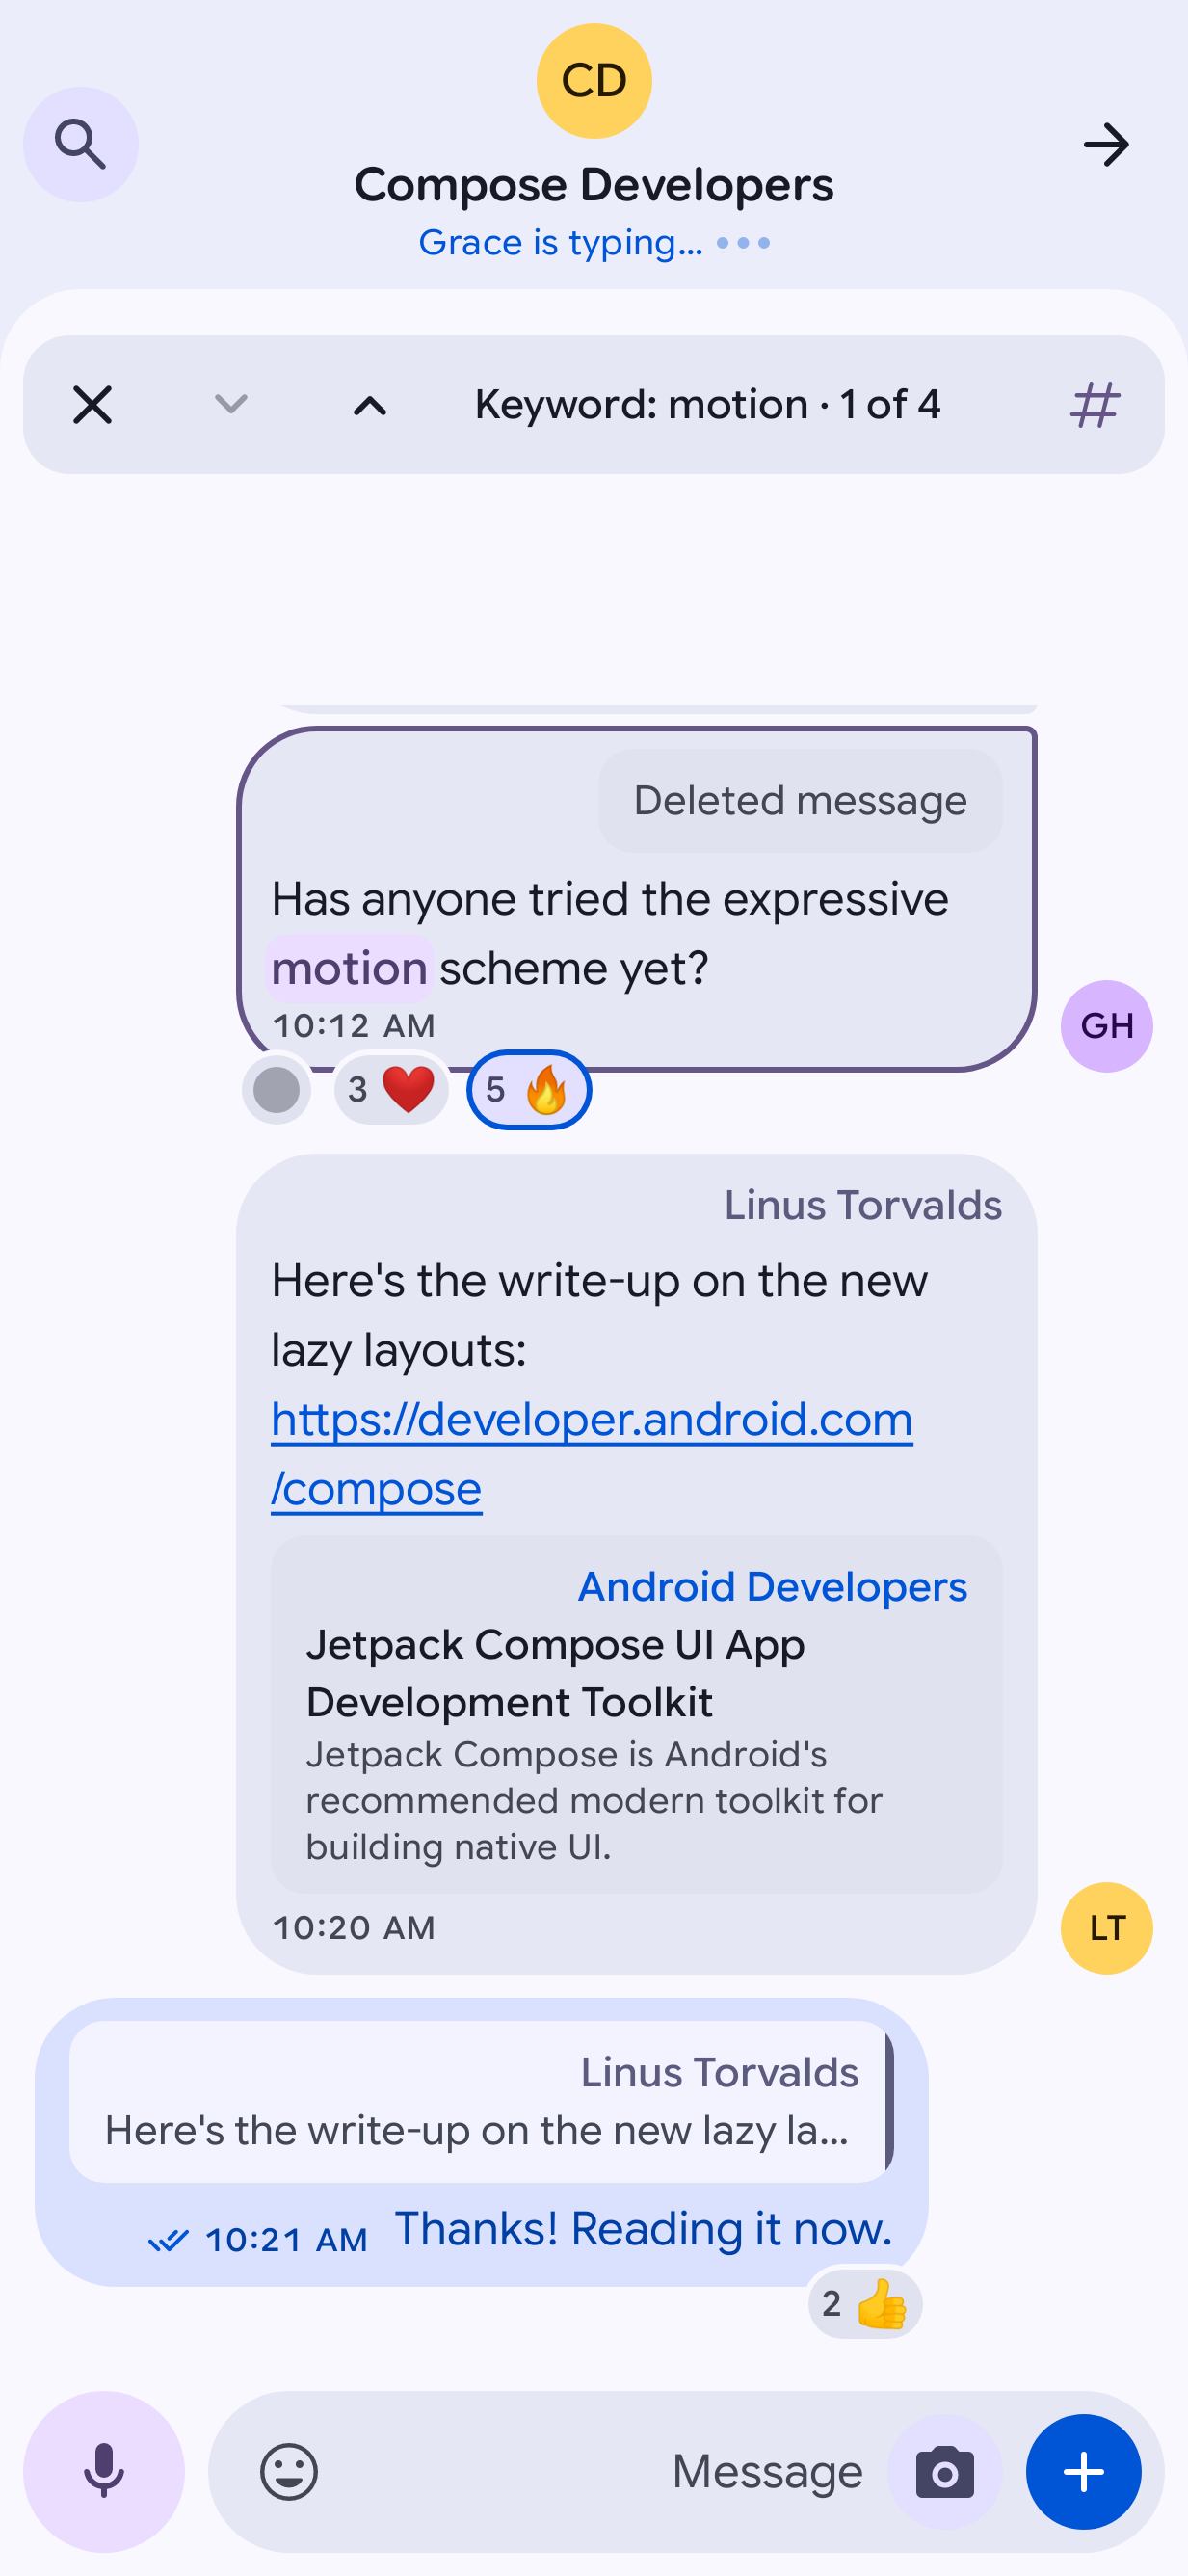 CD
Compose Developers
Grace is typing...
Keyword: motion · 1 of 4
Deleted message
Has anyone tried the expressive
motion scheme yet?
10:12 AM
GH
3 ❤️
5 🔥
Linus Torvalds
Here's the write-up on the new
lazy layouts:
https://developer.android.com
/compose
Android Developers
Jetpack Compose UI App
Development Toolkit
Jetpack Compose is Android's
recommended modern toolkit for
building native UI.
10:20 AM
LT
Linus Torvalds
Here's the write-up on the new lazy la...
Thanks! Reading it now.
10:21 AM
2 👍
Message